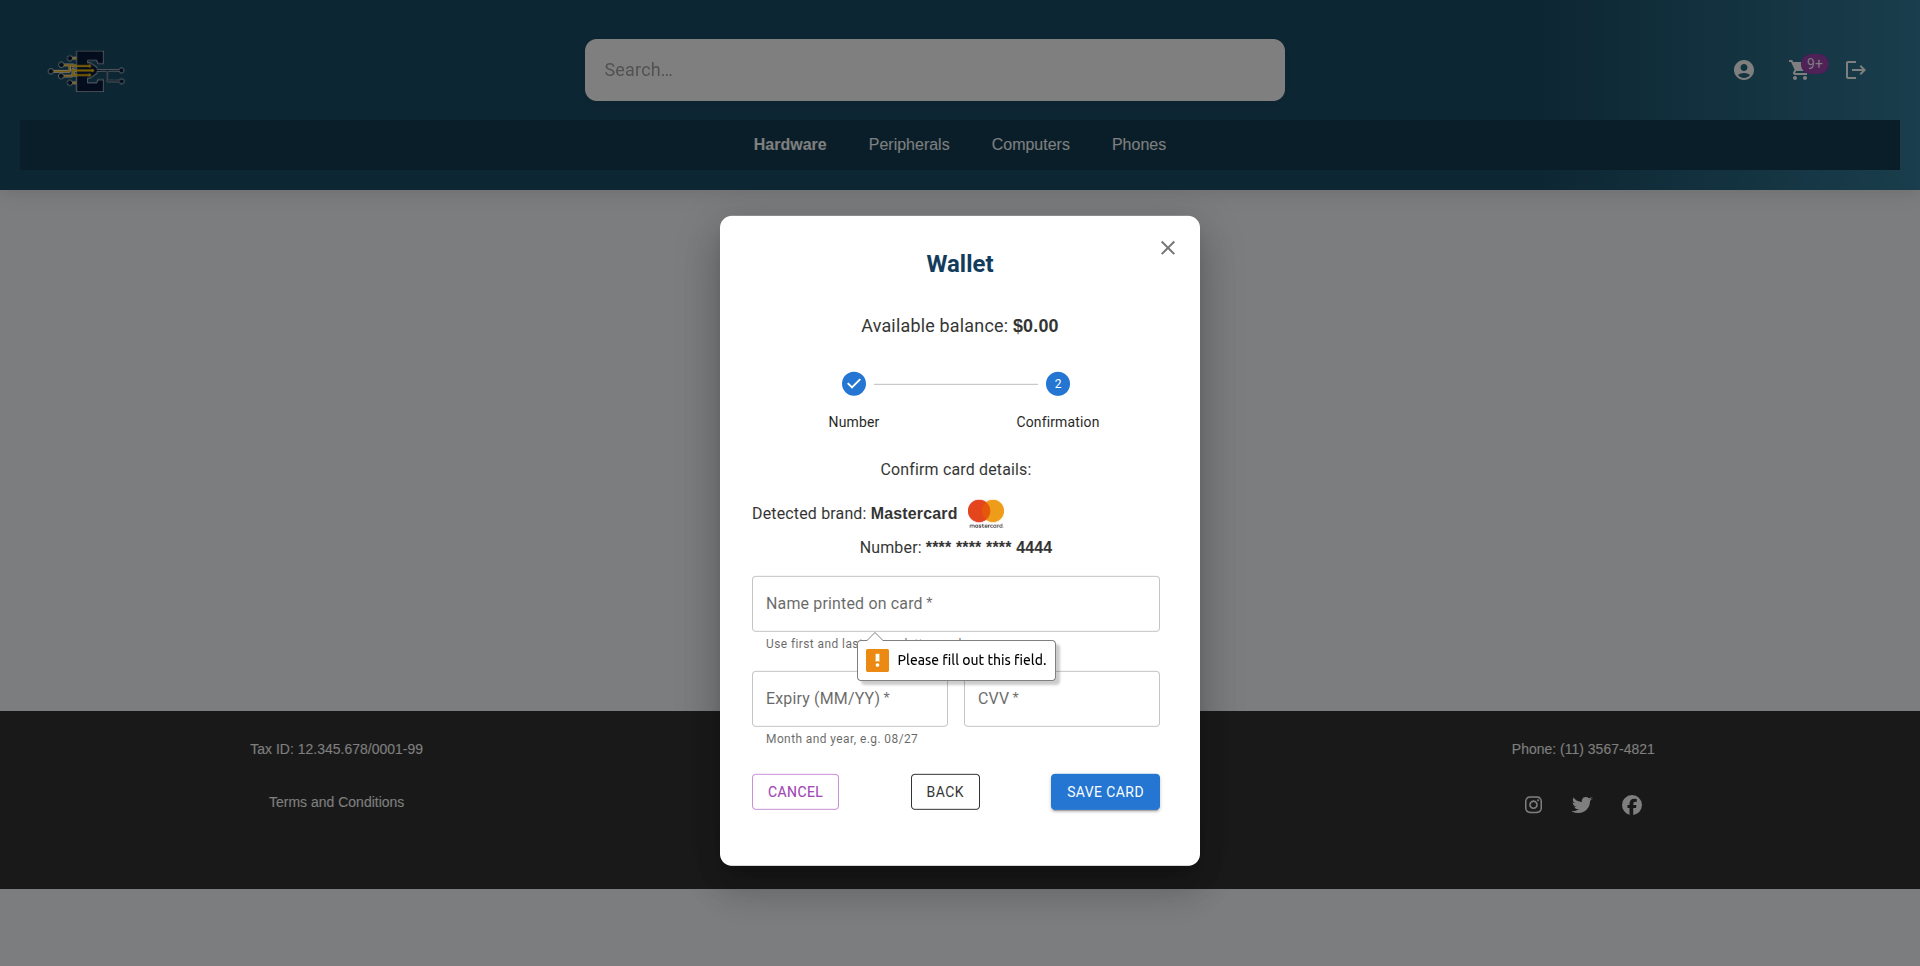 E
Search...
9+
Hardware Peripherals Computers Phones
Wallet
Available balance: $0.00
2
Number Confirmation
Confirm card details:
Detected brand: Mastercard mastercard
Number: **** **** **** 4444
Name printed on card *
Use first and las
Please fill out this field.
Expiry (MM/YY) * CVV *
Month and year, e.g. 08/27
CANCEL BACK SAVE CARD
Tax ID: 12.345.678/0001-99
Terms and Conditions
Phone: (11) 3567-4821